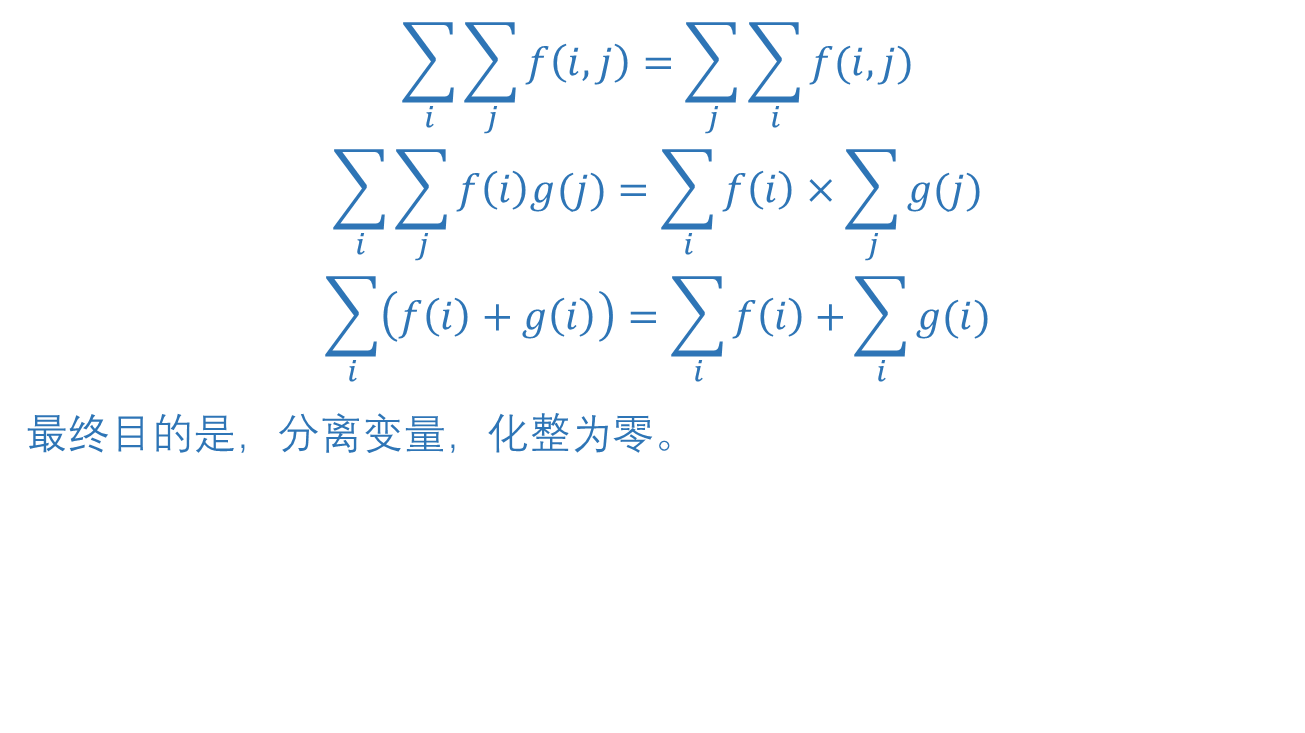 ∑_i ∑_j f(i,j) = ∑_j ∑_i f(i,j)
∑_i ∑_j f(i)g(j) = ∑_i f(i) × ∑_j g(j)
∑_i (f(i) + g(i)) = ∑_i f(i) + ∑_i g(i)
最终目的是，分离变量，化整为零。